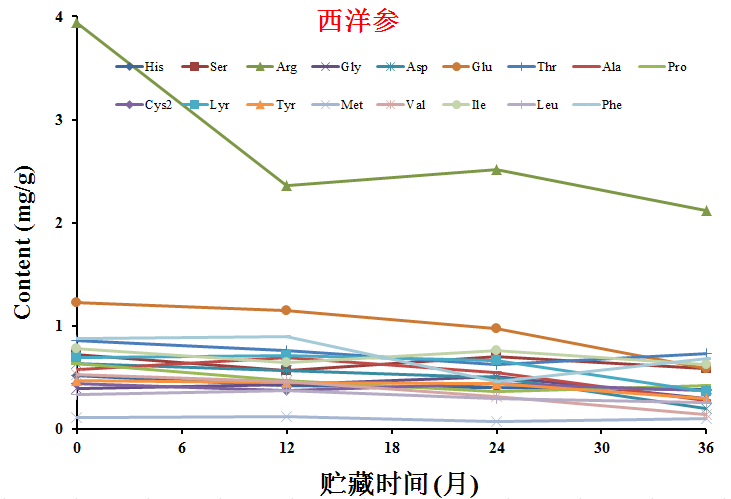 西洋参
4
His Ser Arg Gly Asp Glu Thr Ala Pro
Cys2 Lyr Tyr Met Val Ile Leu Phe
3
2
1
0
Content (mg/g)
0 6 12 18 24 30 36
贮藏时间(月)